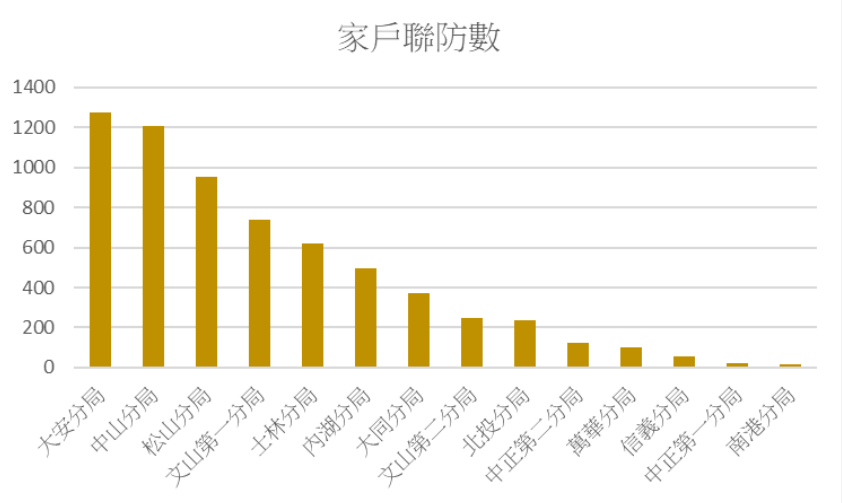 家戶聯防數
1400
1200
1000
800
600
400
200
0
大安分局
中山分局
松山分局
文山第一分局
士林分局
內湖分局
大同分局
文山第二分局
北投分局
中正第二分局
萬華分局
信義分局
中正第一分局
南港分局